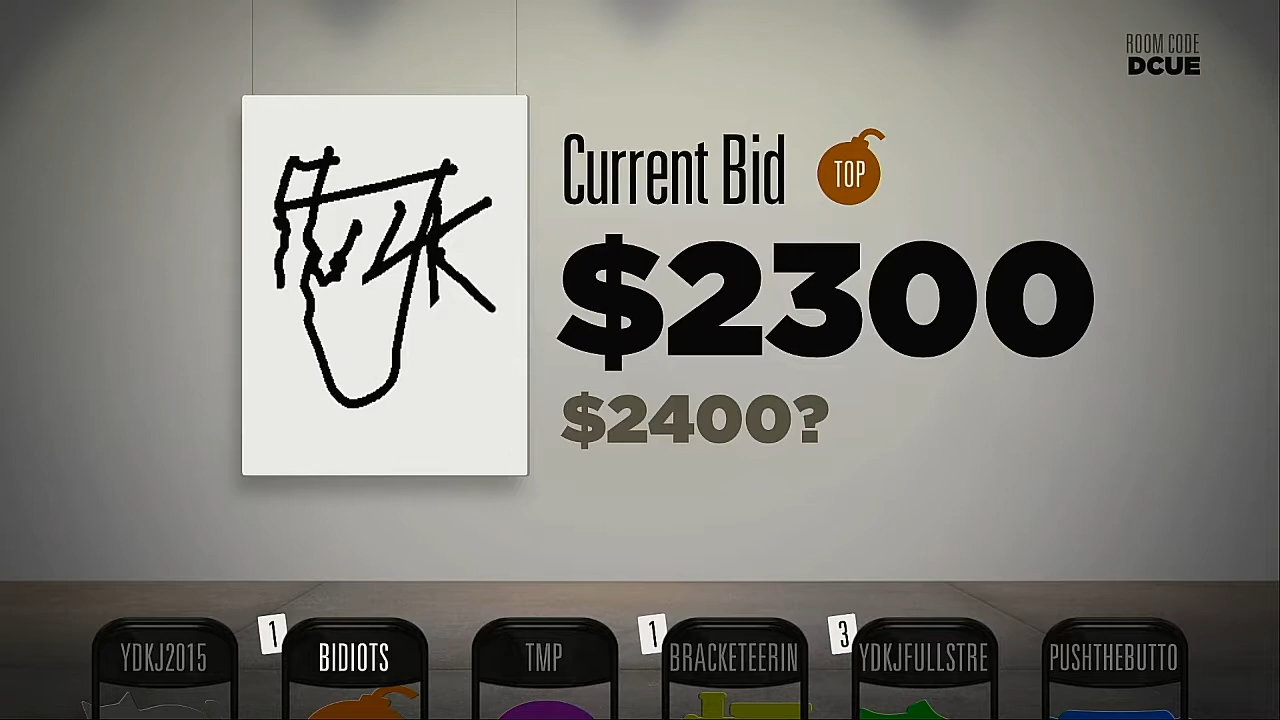 ROOM CODE
DCUE
Current Bid
TOP
$2300
$2400?
1
1
3
YDKJ2015
BIDIOTS
TMP
BRACKETEERIN
YDKJFULLSTRE
PUSHTHEBUTTO